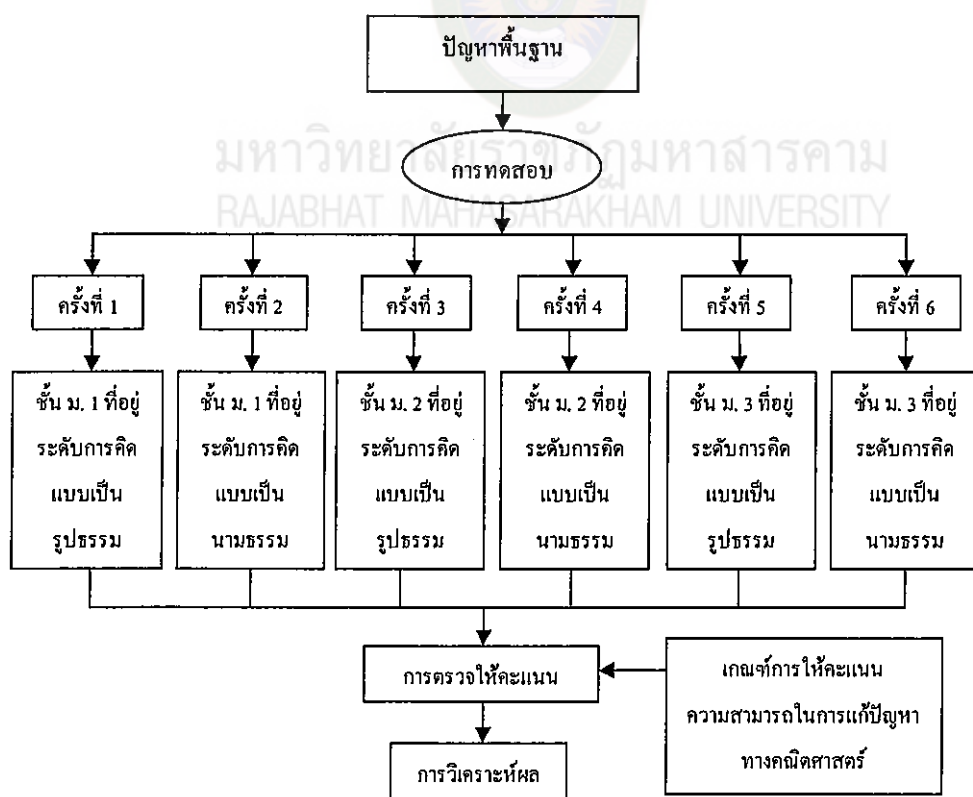 ปัญหาพื้นฐาน
มหาวิทยาลัยราชภัฏมหาสารคาม
การทดสอบ
RAJABHAT MAHASARAKHAM UNIVERSITY
ครั้งที่ 1
ครั้งที่ 2
ครั้งที่ 3
ครั้งที่ 4
ครั้งที่ 5
ครั้งที่ 6
ชั้น ม. 1 ที่อยู่
ระดับการคิด
แบบเป็น
รูปธรรม
ชั้น ม. 1 ที่อยู่
ระดับการคิด
แบบเป็น
นามธรรม
ชั้น ม. 2 ที่อยู่
ระดับการคิด
แบบเป็น
รูปธรรม
ชั้น ม. 2 ที่อยู่
ระดับการคิด
แบบเป็น
นามธรรม
ชั้น ม. 3 ที่อยู่
ระดับการคิด
แบบเป็น
รูปธรรม
ชั้น ม. 3 ที่อยู่
ระดับการคิด
แบบเป็น
นามธรรม
การตรวจให้คะแนน
เกณฑ์การให้คะแนน
ความสามารถในการแก้ปัญหา
ทางคณิตศาสตร์
การวิเคราะห์ผล